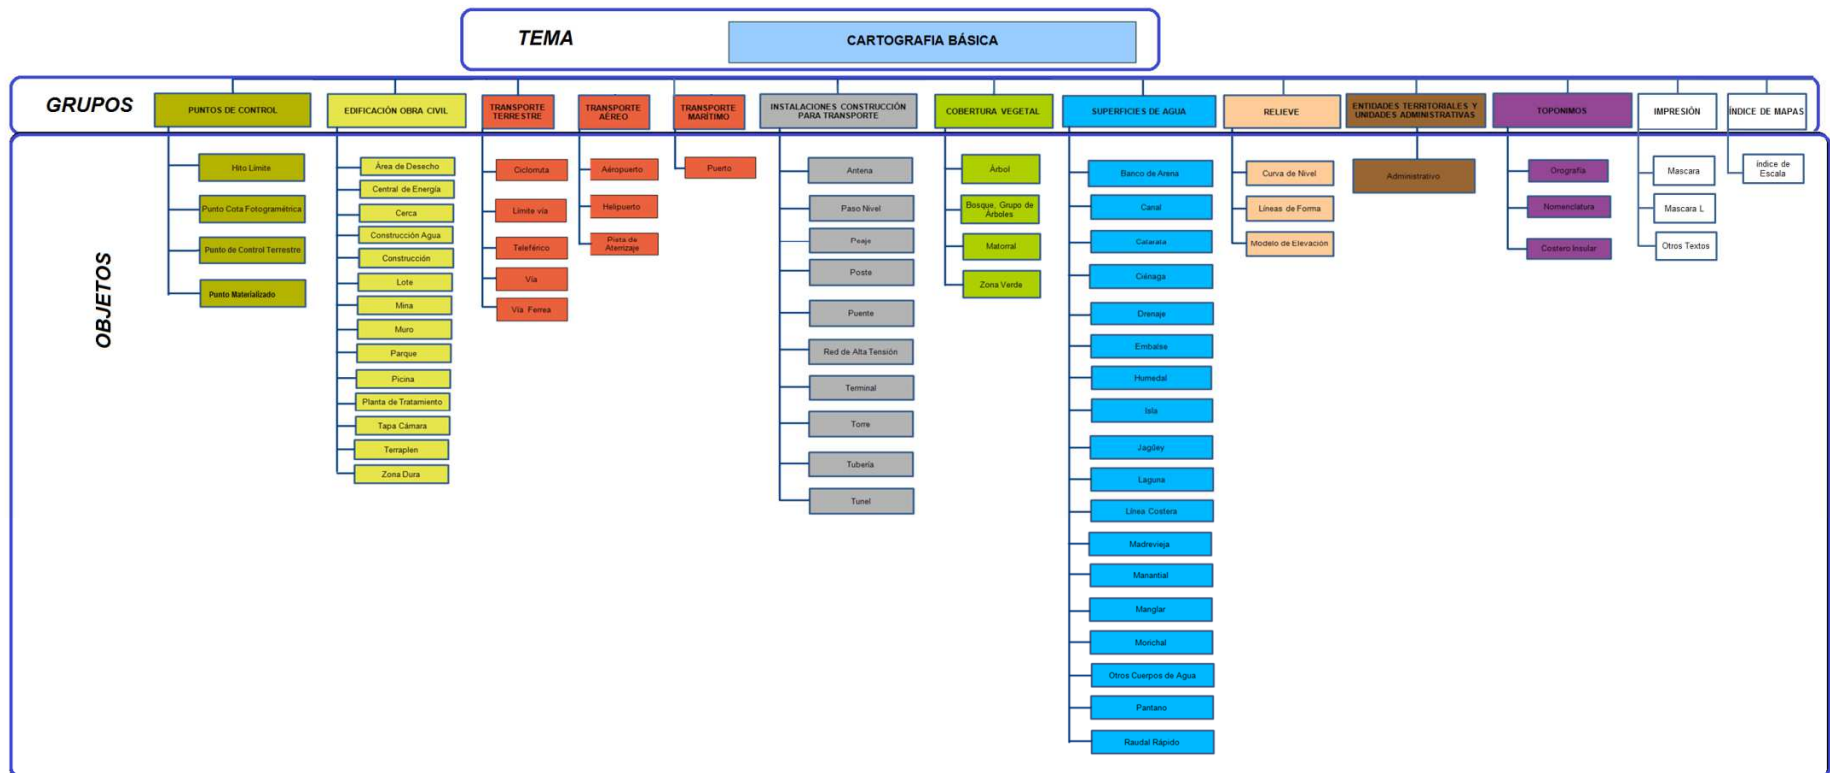 TEMA
CARTOGRAFIA BÁSICA
GRUPOS
PUNTOS DE CONTROL
EDIFICACIÓN OBRA CIVIL
TRANSPORTE
TERRESTRE
TRANSPORTE
AÉREO
TRANSPORTE
MARÍTIMO
INSTALACIONES CONSTRUCCIÓN
PARA TRANSPORTE
COBERTURA VEGETAL
SUPERFICIES DE AGUA
RELIEVE
ENTIDADES TERRITORIALES Y
UNIDADES ADMINISTRATIVAS
TOPONIMOS
IMPRESIÓN
ÍNDICE DE MAPAS
OBJETOS
Hito Límite
Punto Cota Fotogramétrica
Punto de Control Terrestre
Punto Materializado
Área de Desecho
Central de Energía
Cerca
Construcción Agua
Construcción
Lote
Mina
Muro
Parque
Picina
Planta de Tratamiento
Tapa Cámara
Terraplen
Zona Dura
Ciclorruta
Límite vía
Teleférico
Vía
Vía Ferrea
Aéropuerto
Helipuerto
Pista de
Aterrizaje
Puerto
Antena
Paso Nivel
Peaje
Poste
Puente
Red de Alta Tensión
Terminal
Torre
Tubería
Tunel
Árbol
Bosque, Grupo de
Árboles
Matorral
Zona Verde
Banco de Arena
Canal
Catarata
Ciénaga
Drenaje
Embalse
Humedal
Isla
Jagüey
Laguna
Línea Costera
Madrevieja
Manantial
Manglar
Morichal
Otros Cuerpos de Agua
Pantano
Raudal Rápido
Curva de Nivel
Líneas de Forma
Modelo de Elevación
Administrativo
Orografía
Nomenclatura
Costero Insular
Mascara
Mascara L
Otros Textos
índice de
Escala